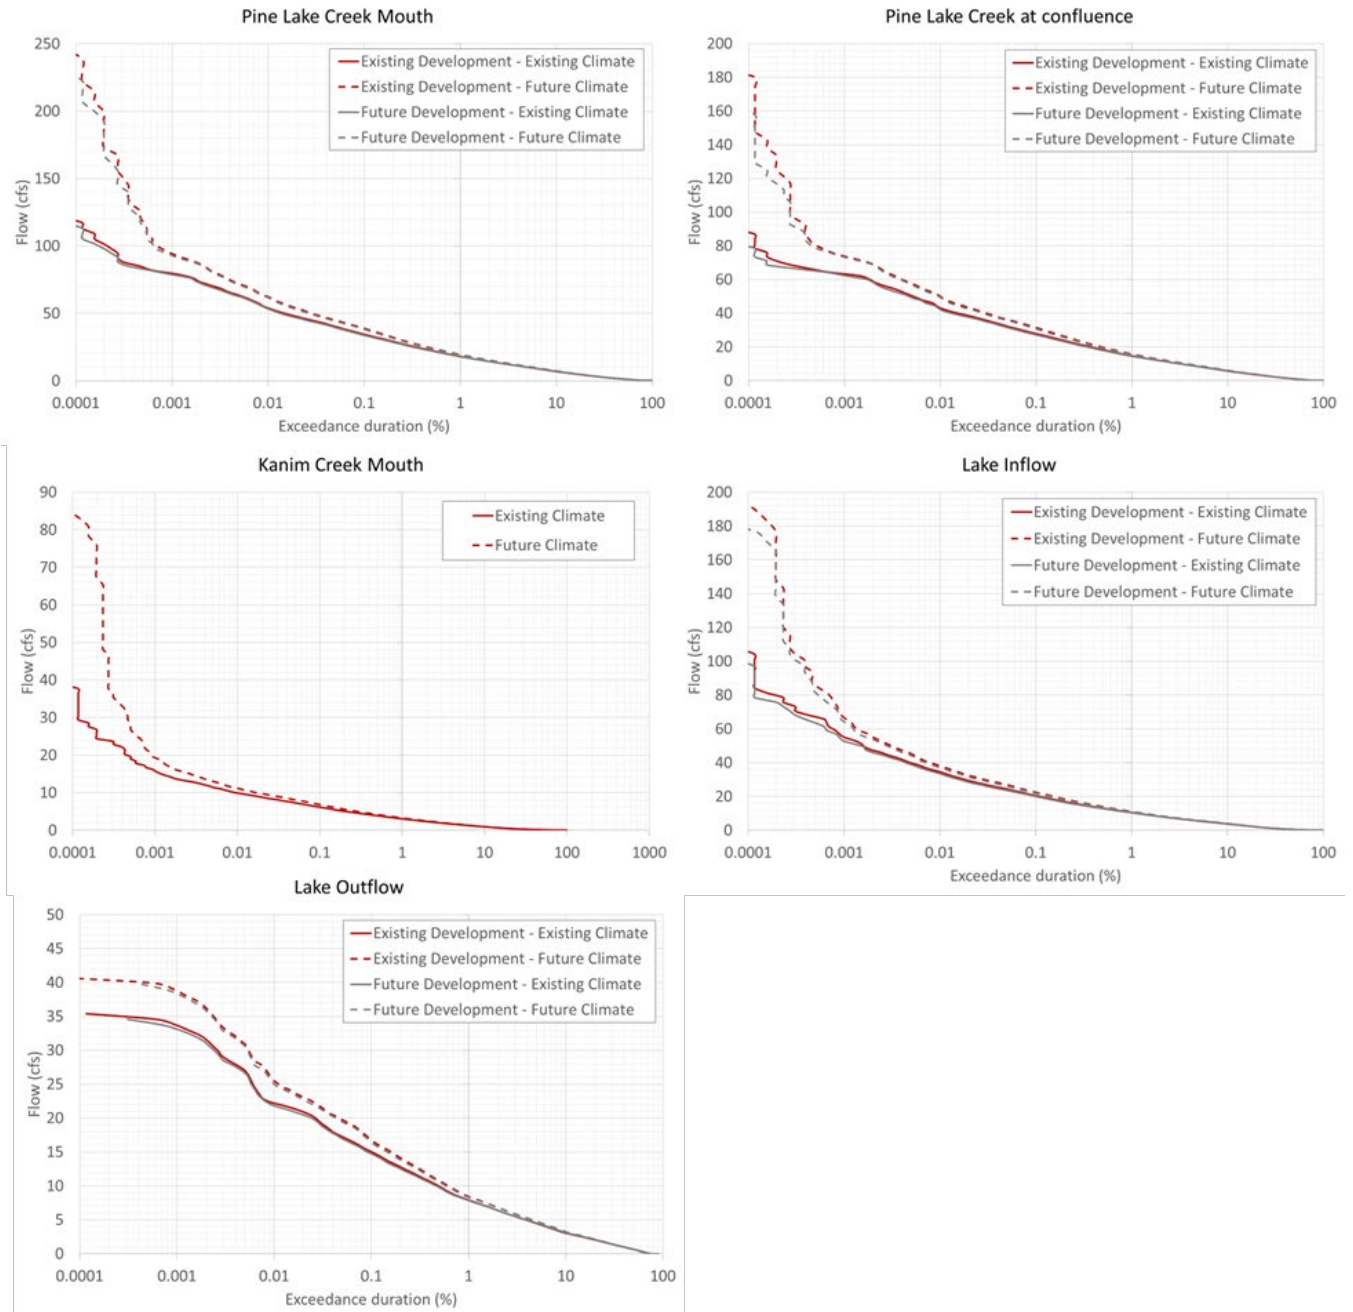 Pine Lake Creek Mouth
250
200
150
100
50
0
Flow (cfs)
Existing Development - Existing Climate
Existing Development - Future Climate
Future Development - Existing Climate
Future Development - Future Climate
0.0001 0.001 0.01 0.1 1 10 100
Exceedance duration (%)
Pine Lake Creek at confluence
200
180
160
140
120
100
80
60
40
20
0
Flow (cfs)
Existing Development - Existing Climate
Existing Development - Future Climate
Future Development - Existing Climate
Future Development - Future Climate
0.0001 0.001 0.01 0.1 1 10 100
Exceedance duration (%)
Kanim Creek Mouth
90
80
70
60
50
40
30
20
10
0
Flow (cfs)
Existing Climate
Future Climate
0.0001 0.001 0.01 0.1 1 10 100 1000
Lake Inflow
200
180
160
140
120
100
80
60
40
20
0
Flow (cfs)
Existing Development - Existing Climate
Existing Development - Future Climate
Future Development - Existing Climate
Future Development - Future Climate
0.0001 0.001 0.01 0.1 1 10 100
Exceedance duration (%)
Lake Outflow
50
45
40
35
30
25
20
15
10
5
0
Flow (cfs)
Existing Development - Existing Climate
Existing Development - Future Climate
Future Development - Existing Climate
Future Development - Future Climate
0.0001 0.001 0.01 0.1 1 10 100
Exceedance duration (%)